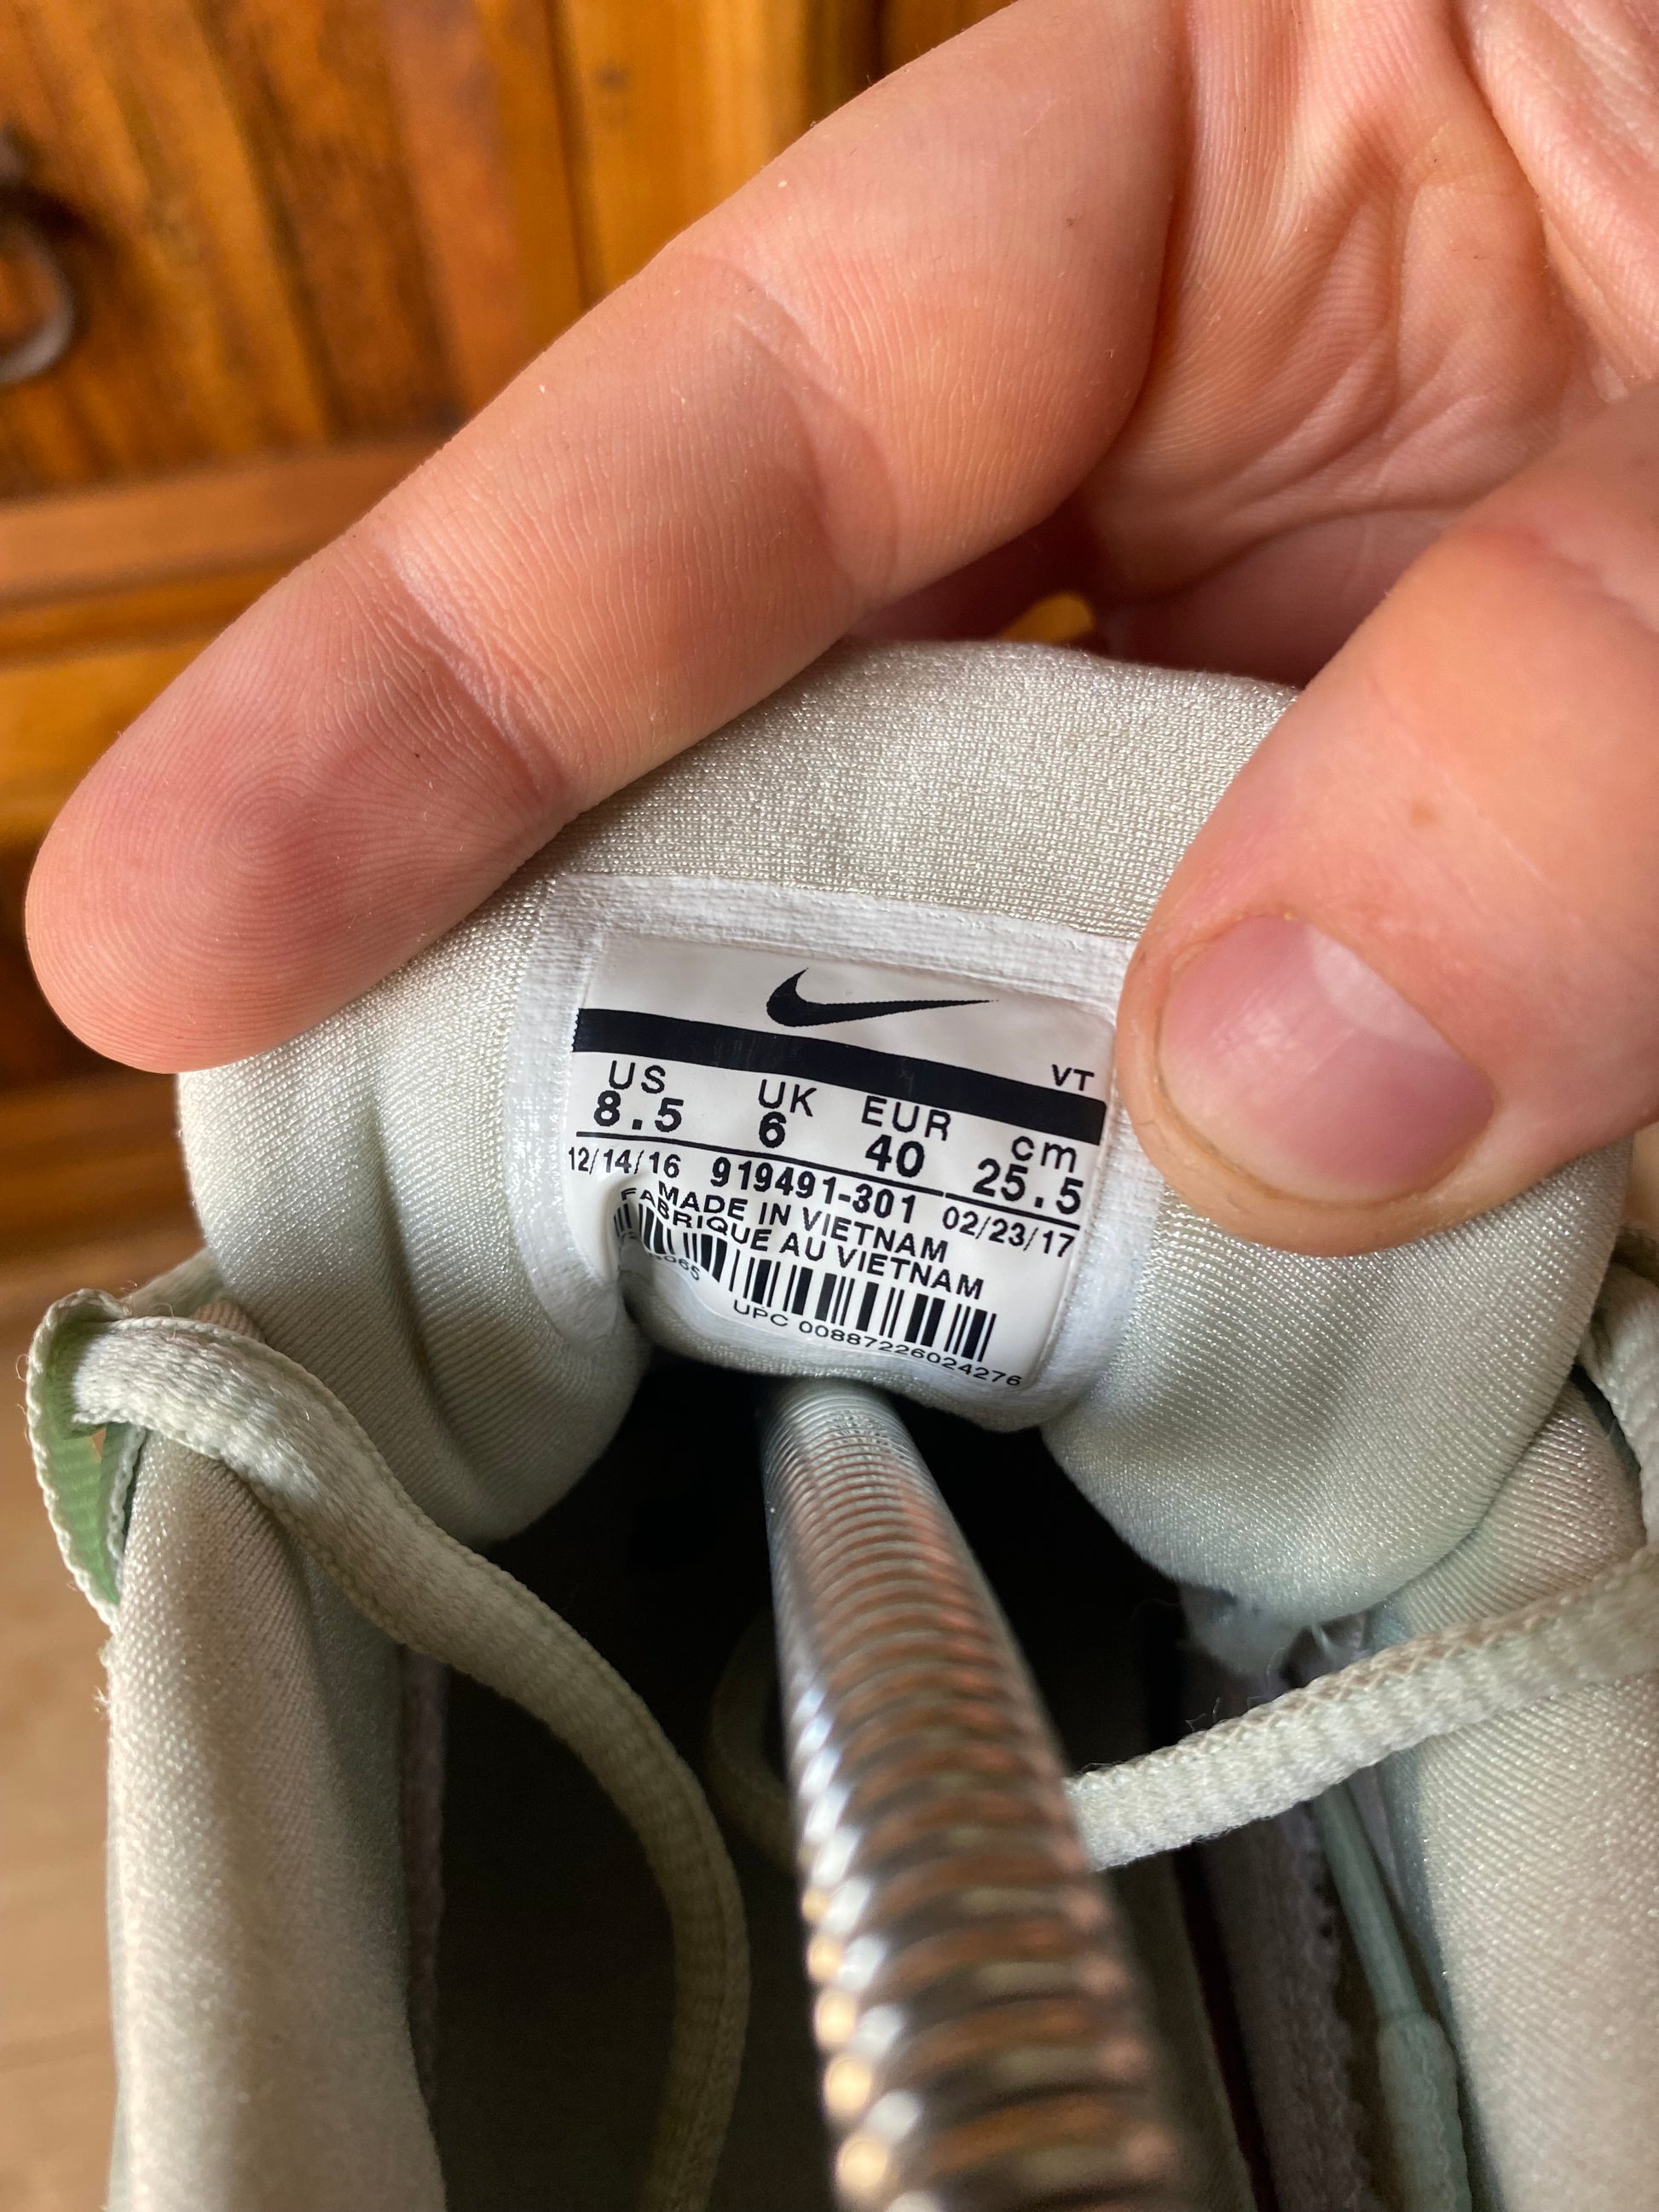 VT
US UK EUR cm
8.5 6 40 25.5
12/14/16 919491-301 02/23/17
MADE IN VIETNAM
FABRIQUE AU VIETNAM
UPC 00887226024276